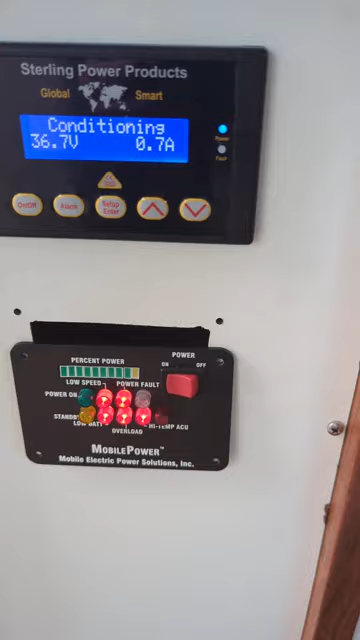 Sterling Power Products
Global Smart
Conditioning
36.7V 0.7A
Power
Fault
On/Off Alarm Setup Enter
PERCENT POWER
POWER
ON OFF
LOW SPEED POWER FAULT
POWER ON
STANDBY
LOW BATT HI-TEMP ACU
OVERLOAD
MOBILEPOWER™
Mobile Electric Power Solutions, Inc.